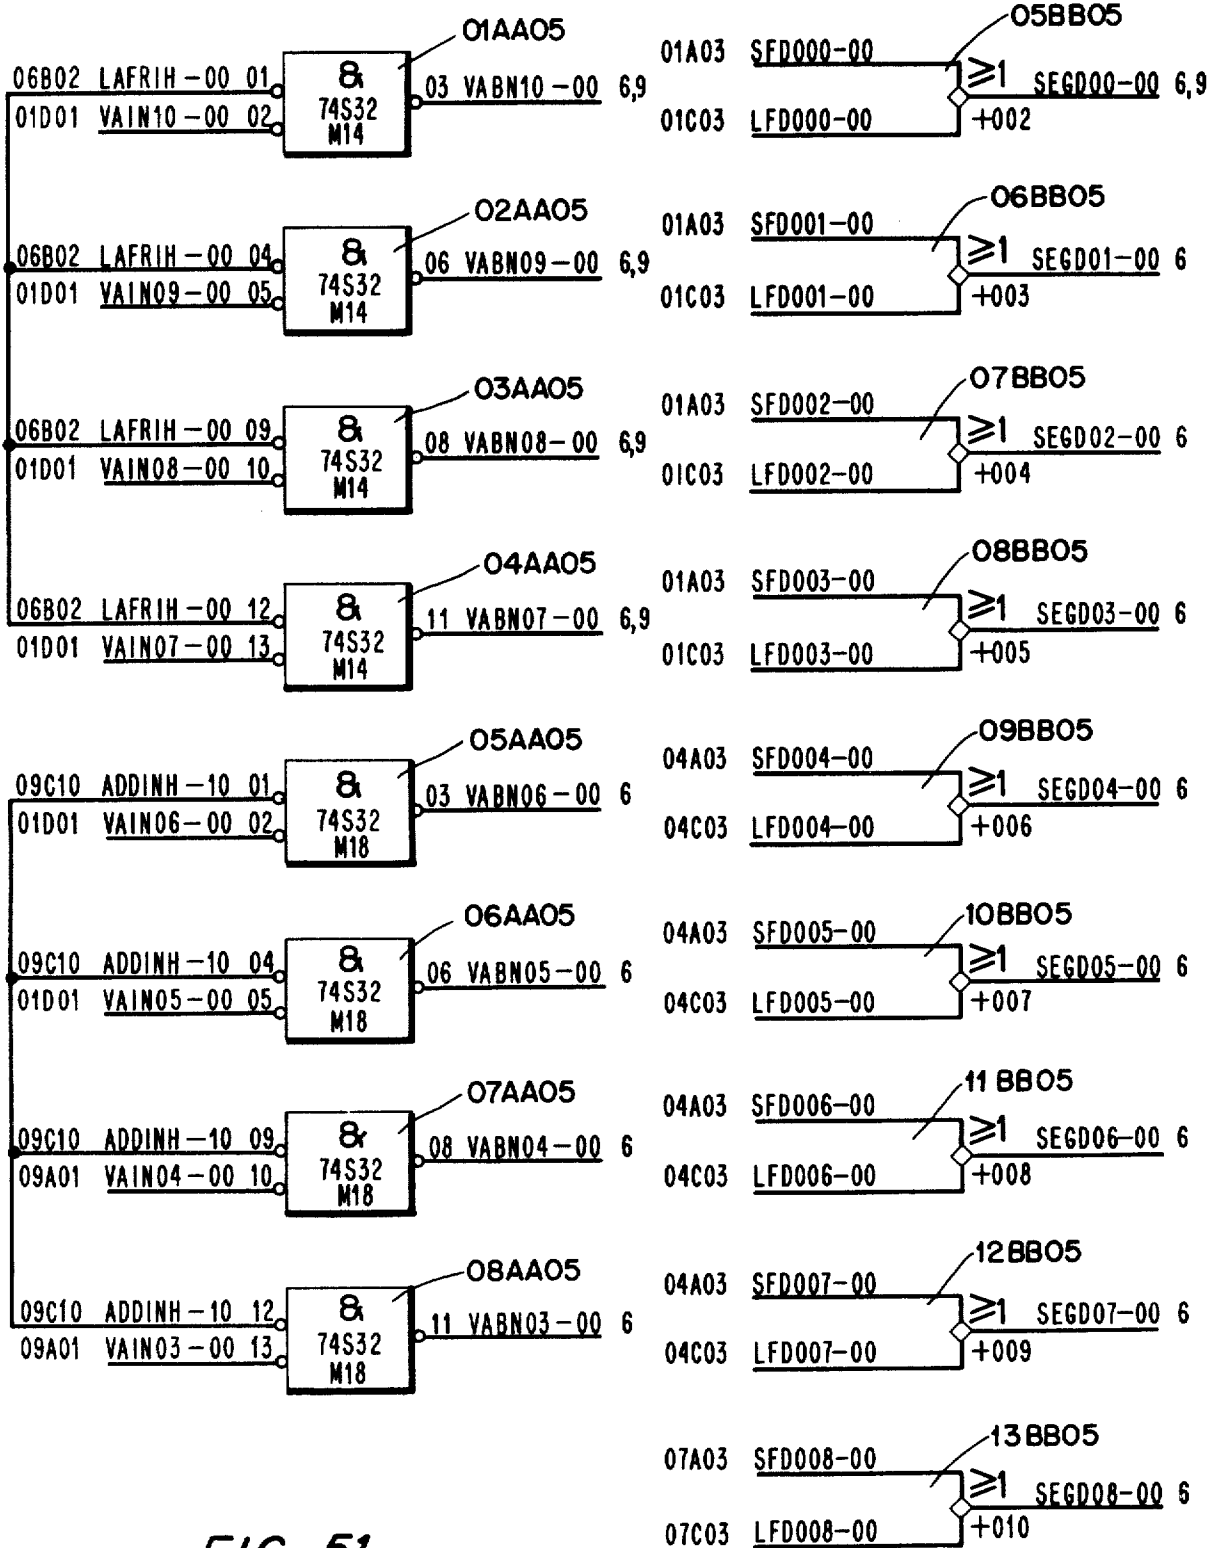 01AA05
06B02 LAFRIH-00 01
01D01 VAIN10-00 02
&
74S32
M14
03 VABN10-00 6,9
02AA05
06B02 LAFRIH-00 04
01D01 VAIN09-00 05
&
74S32
M14
06 VABN09-00 6,9
03AA05
06B02 LAFRIH-00 09
01D01 VAIN08-00 10
&
74S32
M14
08 VABN08-00 6,9
04AA05
06B02 LAFRIH-00 12
01D01 VAIN07-00 13
&
74S32
M14
11 VABN07-00 6,9
05AA05
09C10 ADDINH-10 01
01D01 VAIN06-00 02
&
74S32
M18
03 VABN06-00 6
06AA05
09C10 ADDINH-10 04
01D01 VAIN05-00 05
&
74S32
M18
06 VABN05-00 6
07AA05
09C10 ADDINH-10 09
09A01 VAIN04-00 10
&
74S32
M18
08 VABN04-00 6
08AA05
09C10 ADDINH-10 12
09A01 VAIN03-00 13
&
74S32
M18
11 VABN03-00 6
05BB05
01A03 SFD000-00
01C03 LFD000-00
≥1 SEGD00-00 6,9
+002
06BB05
01A03 SFD001-00
01C03 LFD001-00
≥1 SEGD01-00 6
+003
07BB05
01A03 SFD002-00
01C03 LFD002-00
≥1 SEGD02-00 6
+004
08BB05
01A03 SFD003-00
01C03 LFD003-00
≥1 SEGD03-00 6
+005
09BB05
04A03 SFD004-00
04C03 LFD004-00
≥1 SEGD04-00 6
+006
10BB05
04A03 SFD005-00
04C03 LFD005-00
≥1 SEGD05-00 6
+007
11BB05
04A03 SFD006-00
04C03 LFD006-00
≥1 SEGD06-00 6
+008
12BB05
04A03 SFD007-00
04C03 LFD007-00
≥1 SEGD07-00 6
+009
13BB05
07A03 SFD008-00
07C03 LFD008-00
≥1 SEGD08-00 6
+010
FIG. 51